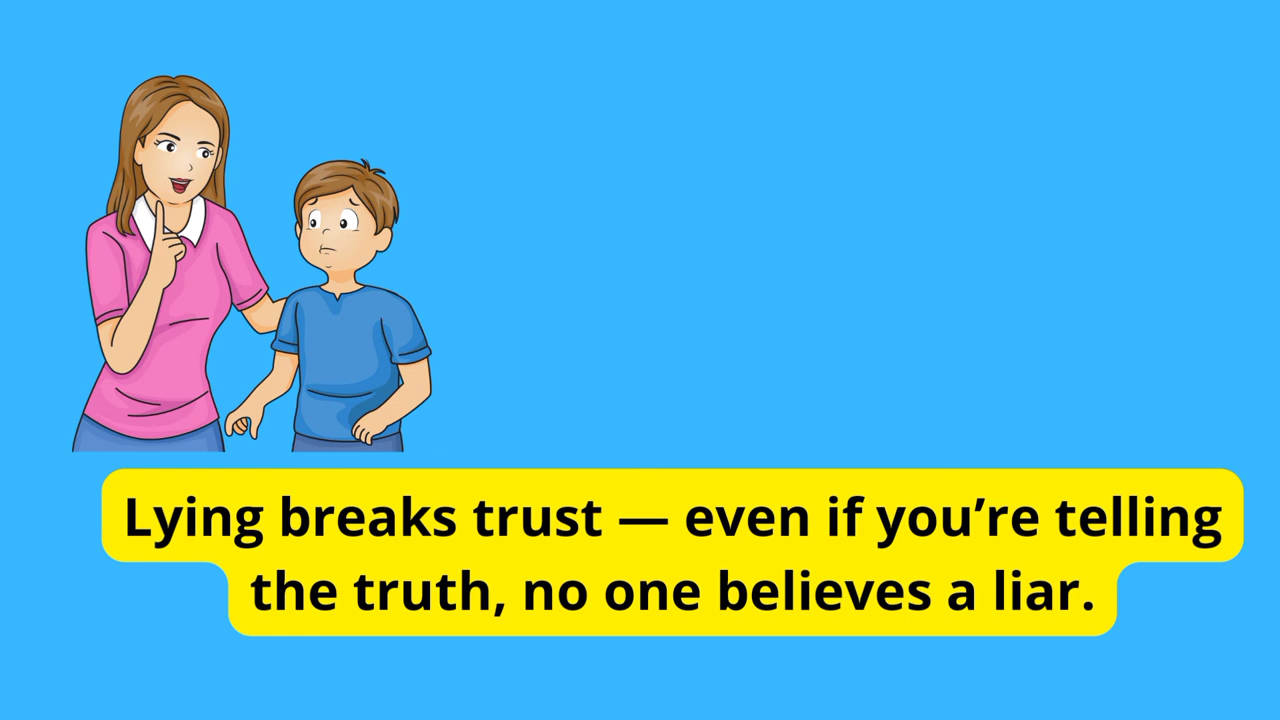 Lying breaks trust — even if you’re telling
the truth, no one believes a liar.